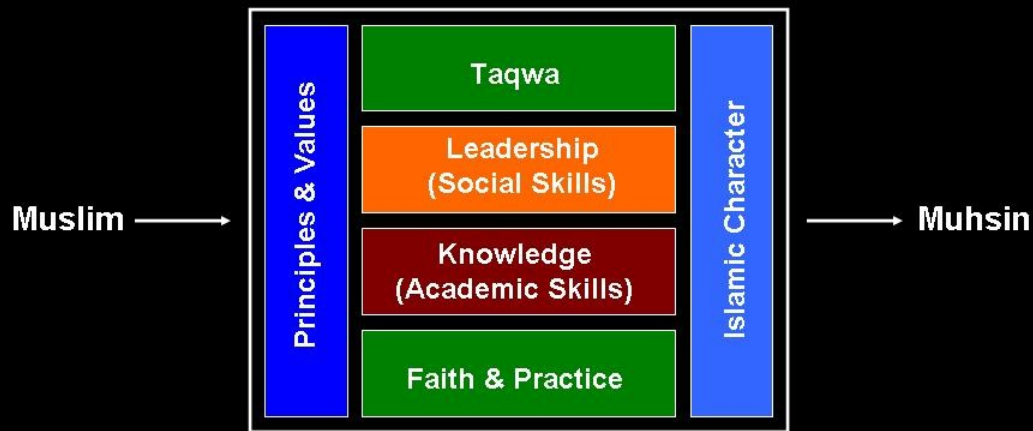 Muslim
Principles & Values
Taqwa
Leadership
(Social Skills)
Knowledge
(Academic Skills)
Faith & Practice
Islamic Character
Muhsin